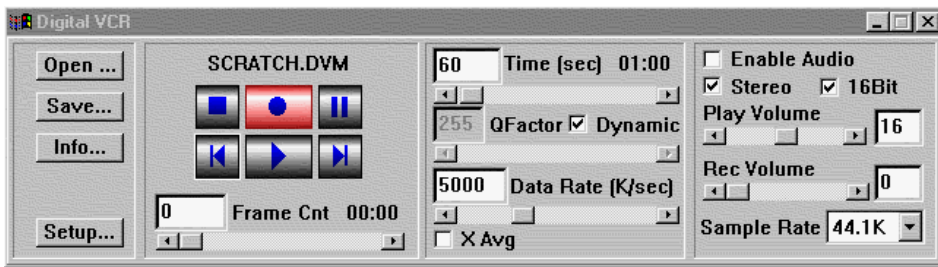 Digital VCR
Open ...
Save...
Info...
Setup...
SCRATCH.DVM
0 Frame Cnt 00:00
60 Time (sec) 01:00
255 QFactor Dynamic
5000 Data Rate (K/sec)
X Avg
Enable Audio
Stereo 16Bit
Play Volume
16
Rec Volume
0
Sample Rate 44.1K